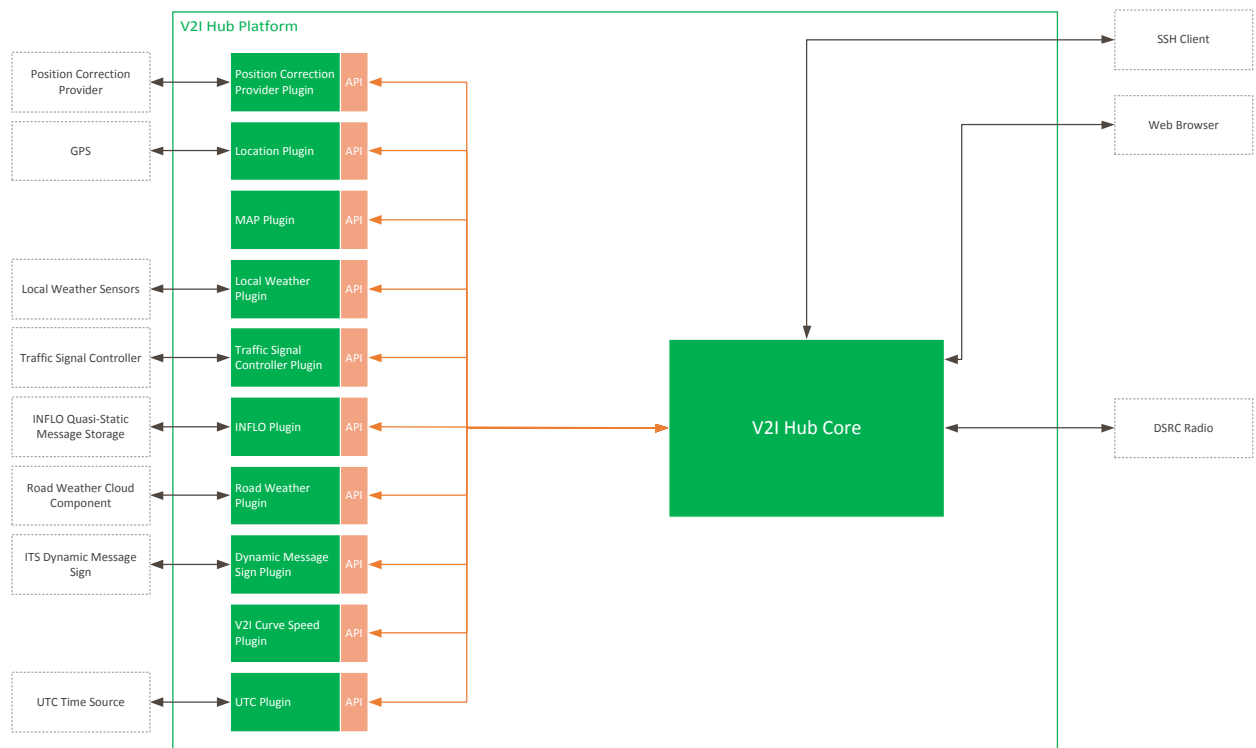 V2I Hub Platform
Position Correction
Provider
Position Correction
Provider Plugin
API
GPS
Location Plugin
API
MAP Plugin
API
Local Weather Sensors
Local Weather
Plugin
API
Traffic Signal Controller
Traffic Signal
Controller Plugin
API
INFLO Quasi-Static
Message Storage
INFLO Plugin
API
Road Weather Cloud
Component
Road Weather
Plugin
API
ITS Dynamic Message
Sign
Dynamic Message
Sign Plugin
API
V2I Curve Speed
Plugin
API
UTC Time Source
UTC Plugin
API
V2I Hub Core
SSH Client
Web Browser
DSRC Radio